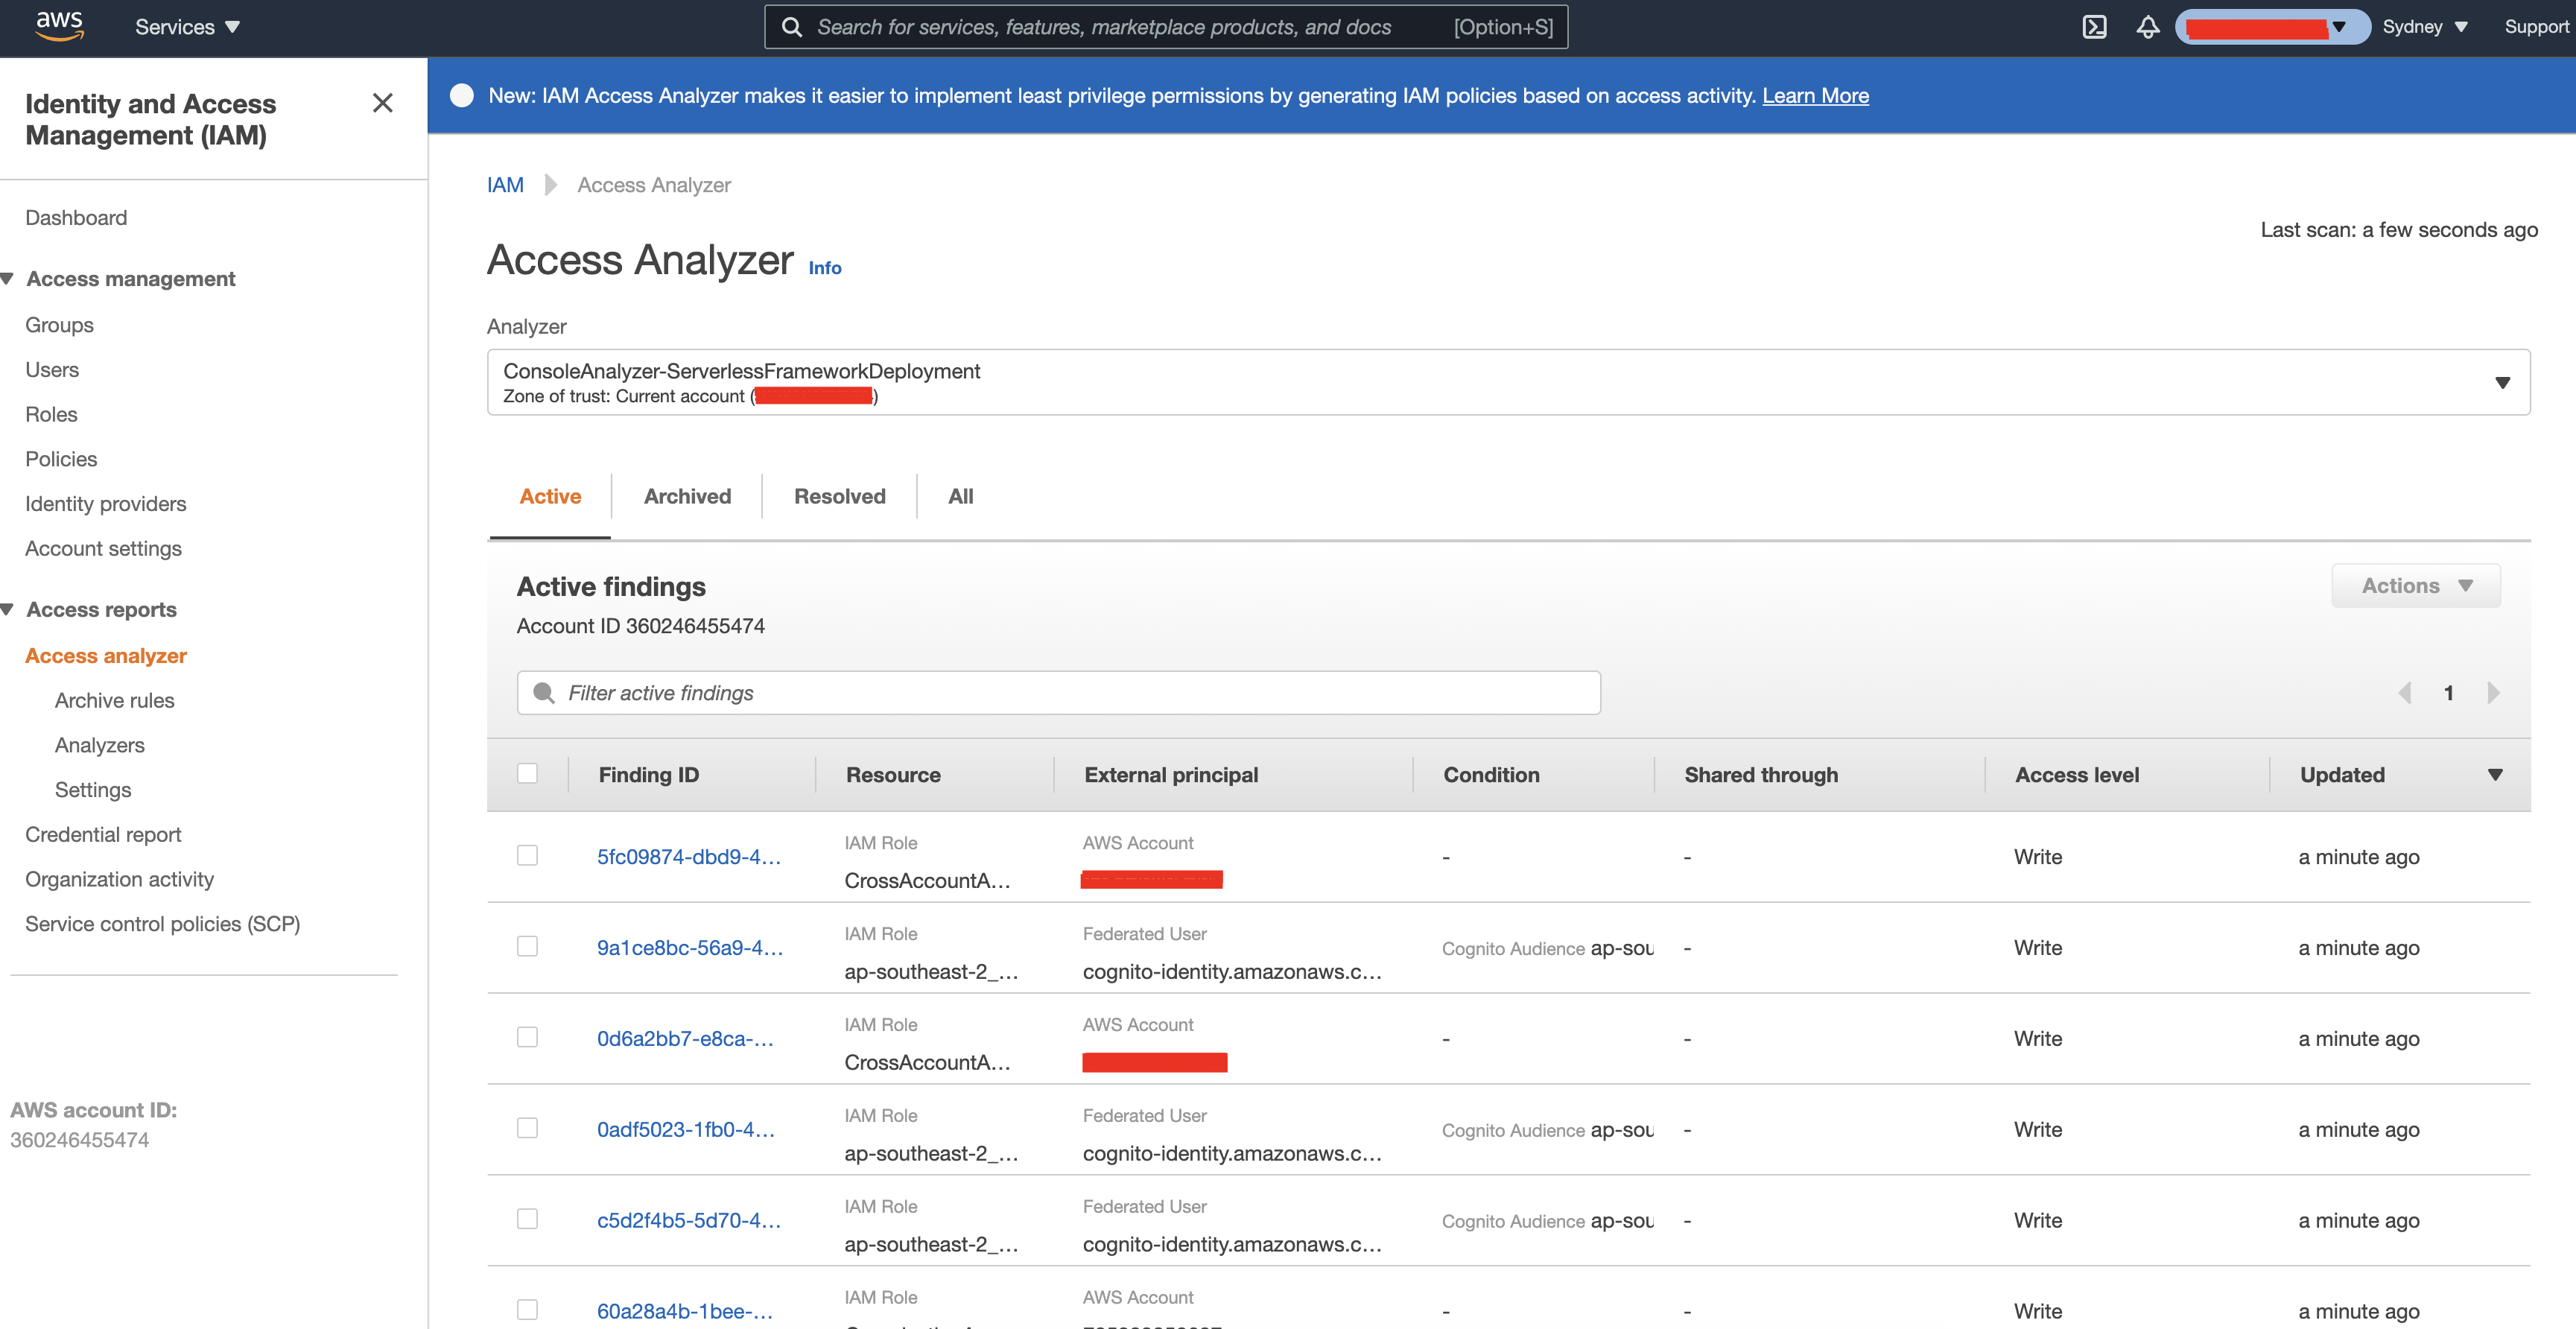 aws
Services
Search for services, features, marketplace products, and docs [Option+S]
Sydney
Support
Identity and Access
Management (IAM)
Dashboard
Access management
Groups
Users
Roles
Policies
Identity providers
Account settings
Access reports
Access analyzer
Archive rules
Analyzers
Settings
Credential report
Organization activity
Service control policies (SCP)
AWS account ID:
360246455474
New: IAM Access Analyzer makes it easier to implement least privilege permissions by generating IAM policies based on access activity. Learn More
IAM Access Analyzer
Last scan: a few seconds ago
Access Analyzer Info
Analyzer
ConsoleAnalyzer-ServerlessFrameworkDeployment
Zone of trust: Current account ( )
Active Archived Resolved All
Active findings
Actions
Account ID 360246455474
Filter active findings
1
Finding ID Resource External principal Condition Shared through Access level Updated
IAM Role AWS Account
5fc09874-dbd9-4... - - Write a minute ago
CrossAccountA...
IAM Role Federated User
9a1ce8bc-56a9-4... Cognito Audience ap-sou - Write a minute ago
ap-southeast-2_... cognito-identity.amazonaws.c...
IAM Role AWS Account
0d6a2bb7-e8ca-... - - Write a minute ago
CrossAccountA...
IAM Role Federated User
0adf5023-1fb0-4... Cognito Audience ap-sou - Write a minute ago
ap-southeast-2_... cognito-identity.amazonaws.c...
IAM Role Federated User
c5d2f4b5-5d70-4... Cognito Audience ap-sou - Write a minute ago
ap-southeast-2_... cognito-identity.amazonaws.c...
IAM Role AWS Account
60a28a4b-1bee-... - - Write a minute ago